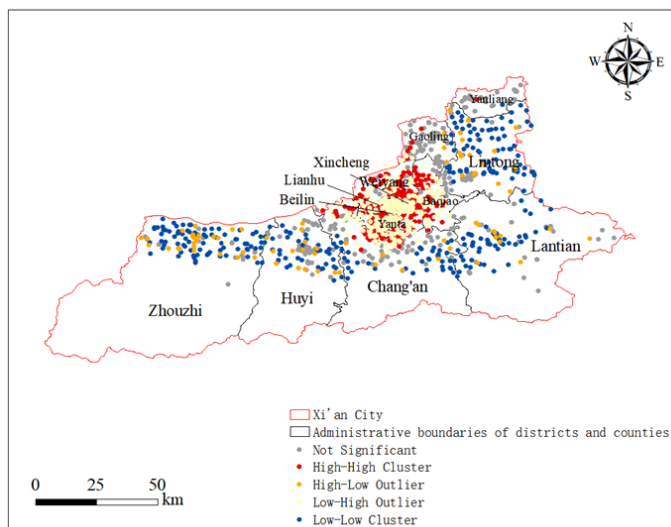 N
W E
S
Yanliang
Gaoling
Lintong
Xincheng
Weiyang
Lianhu
Beilin
Baqiao
Yanta
Lantian
Chang'an
Zhouzhi
Huyi
Xi'an City
Administrative boundaries of districts and counties
Not Significant
High-High Cluster
High-Low Outlier
Low-High Outlier
Low-Low Cluster
0 25 50
km